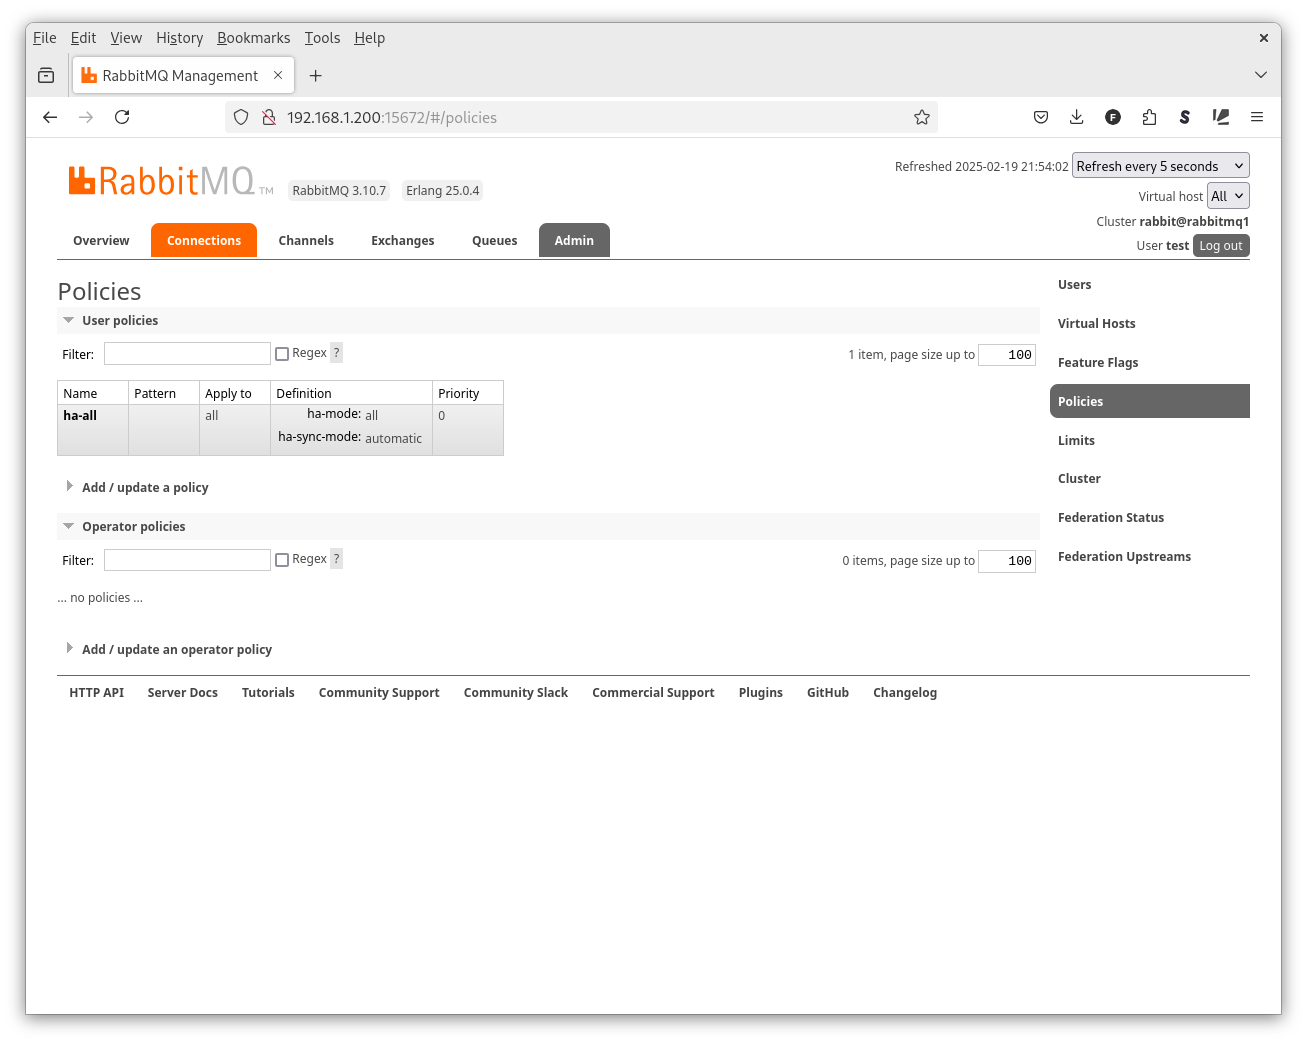 File Edit View History Bookmarks Tools Help
RabbitMQ Management
192.168.1.200:15672/#/policies
RabbitMQ TM RabbitMQ 3.10.7 Erlang 25.0.4
Refreshed 2025-02-19 21:54:02 Refresh every 5 seconds
Virtual host All
Cluster rabbit@rabbitmq1
User test Log out
Overview Connections Channels Exchanges Queues Admin
Policies
User policies
Filter: Regex ? 1 item, page size up to 100
Name Pattern Apply to Definition Priority
ha-all all ha-mode: all 0
ha-sync-mode: automatic
Add / update a policy
Operator policies
Filter: Regex ? 0 items, page size up to 100
... no policies ...
Add / update an operator policy
Users
Virtual Hosts
Feature Flags
Policies
Limits
Cluster
Federation Status
Federation Upstreams
HTTP API Server Docs Tutorials Community Support Community Slack Commercial Support Plugins GitHub Changelog